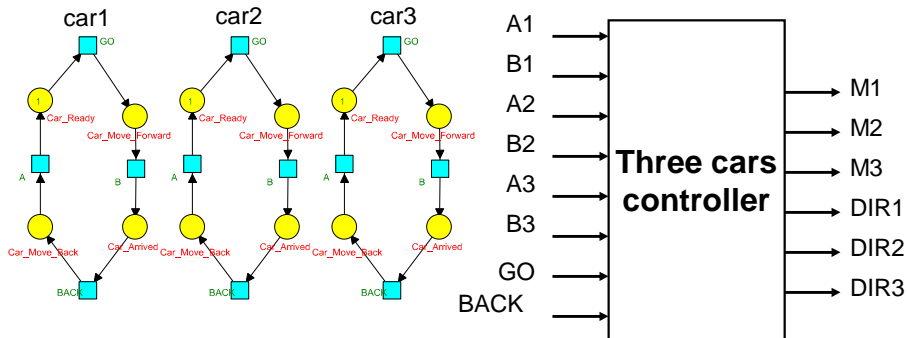 car1
GO
1
Car_Ready
Car_Move_Forward
A
B
Car_Move_Back
Car_Arrived
BACK
car2
GO
1
Car_Ready
Car_Move_Forward
A
B
Car_Move_Back
Car_Arrived
BACK
car3
GO
1
Car_Ready
Car_Move_Forward
A
B
Car_Move_Back
Car_Arrived
BACK
A1
B1
A2
B2
A3
B3
GO
BACK
Three cars
controller
M1
M2
M3
DIR1
DIR2
DIR3